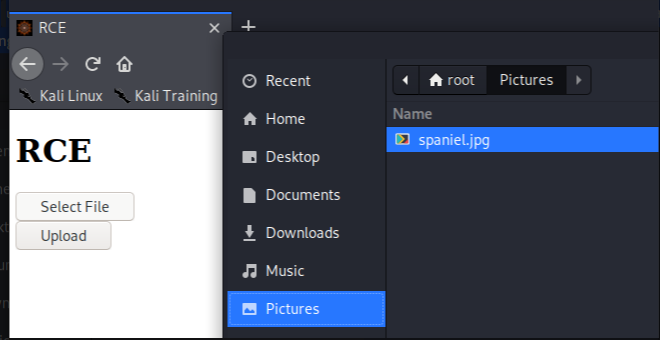 RCE
Kali Linux Kali Training
RCE
Select File
Upload
Recent
Home
Desktop
Documents
Downloads
Music
Pictures
root Pictures
Name
spaniel.jpg